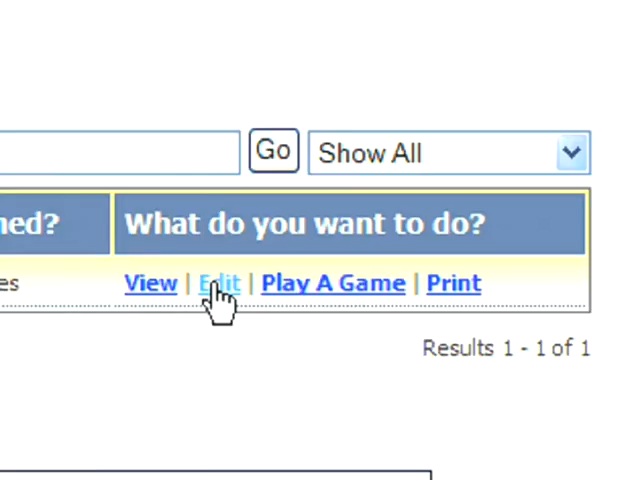 Go Show All
ned? What do you want to do?
es View | Edit | Play A Game | Print
Results 1 - 1 of 1